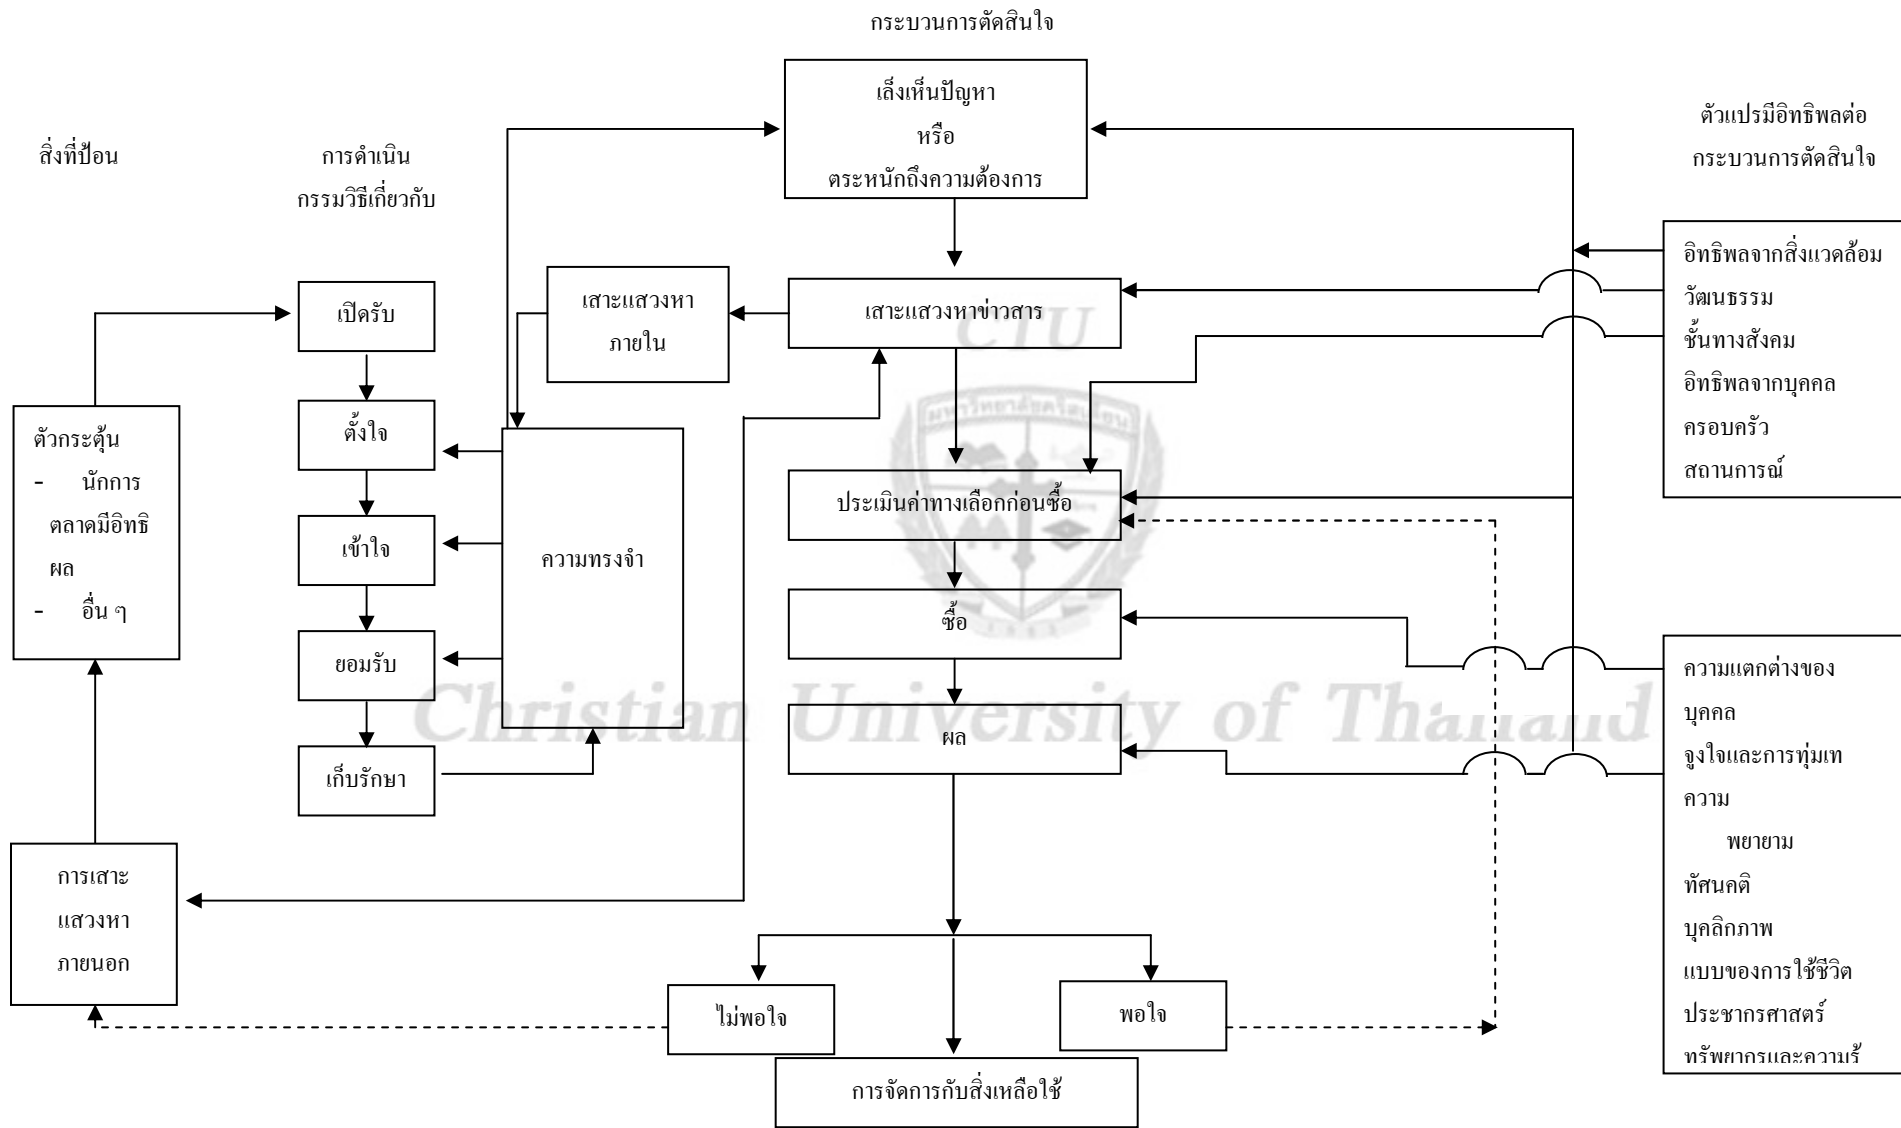 กระบวนการตัดสินใจ
เล็งเห็นปัญหา
หรือ
ตระหนักถึงความต้องการ
สิ่งที่ป้อน
การดำเนิน
กรรมวิธีเกี่ยวกับ
ตัวแปรมีอิทธิพลต่อ
กระบวนการตัดสินใจ
เปิดรับ
ตั้งใจ
เข้าใจ
ยอมรับ
เก็บรักษา
เสาะแสวงหา
ภายใน
เสาะแสวงหาข่าวสาร
CTU
มหาวิทยาลัยคริสเตียน
อิทธิพลจากสิ่งแวดล้อม
วัฒนธรรม
ชั้นทางสังคม
อิทธิพลจากบุคคล
ครอบครัว
สถานการณ์
ตัวกระตุ้น
- นักการ
ตลาดมีอิทธิ
ผล
- อื่น ๆ
ความทรงจำ
ประเมินค่าทางเลือกก่อนซื้อ
ซื้อ
ผล
Christian University of Thailand
ความแตกต่างของ
บุคคล
จูงใจและการทุ่มเท
ความ
พยายาม
ทัศนคติ
บุคลิกภาพ
แบบของการใช้ชีวิต
ประชากรศาสตร์
ทรัพยากรและความรู้
การเสาะ
แสวงหา
ภายนอก
ไม่พอใจ
พอใจ
การจัดการกับสิ่งเหลือใช้